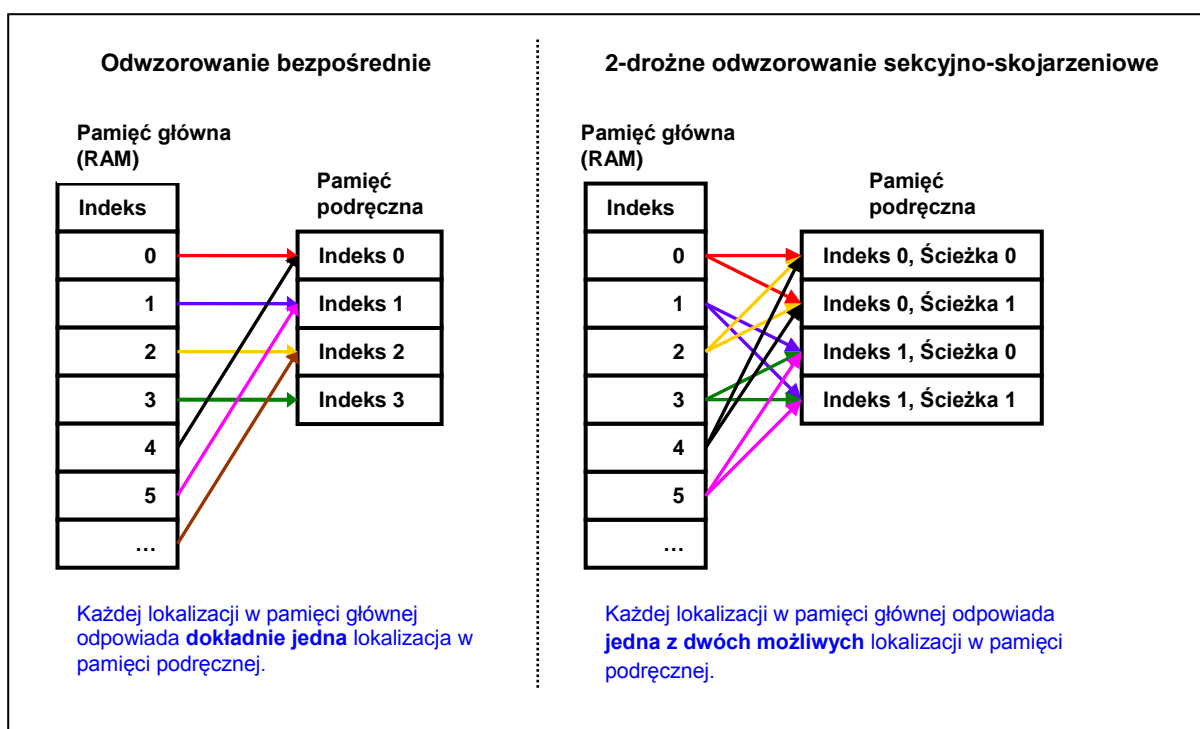 Odwzorowanie bezpośrednie
Pamięć główna
(RAM)
Indeks
0
1
2
3
4
5
...
Pamięć
podręczna
Indeks 0
Indeks 1
Indeks 2
Indeks 3
Każdej lokalizacji w pamięci głównej
odpowiada dokładnie jedna lokalizacja w
pamięci podręcznej.
2-drożne odwzorowanie sekcyjno-skojarzeniowe
Pamięć główna
(RAM)
Indeks
0
1
2
3
4
5
...
Pamięć
podręczna
Indeks 0, Ścieżka 0
Indeks 0, Ścieżka 1
Indeks 1, Ścieżka 0
Indeks 1, Ścieżka 1
Każdej lokalizacji w pamięci głównej odpowiada
jedna z dwóch możliwych lokalizacji w pamięci
podręcznej.